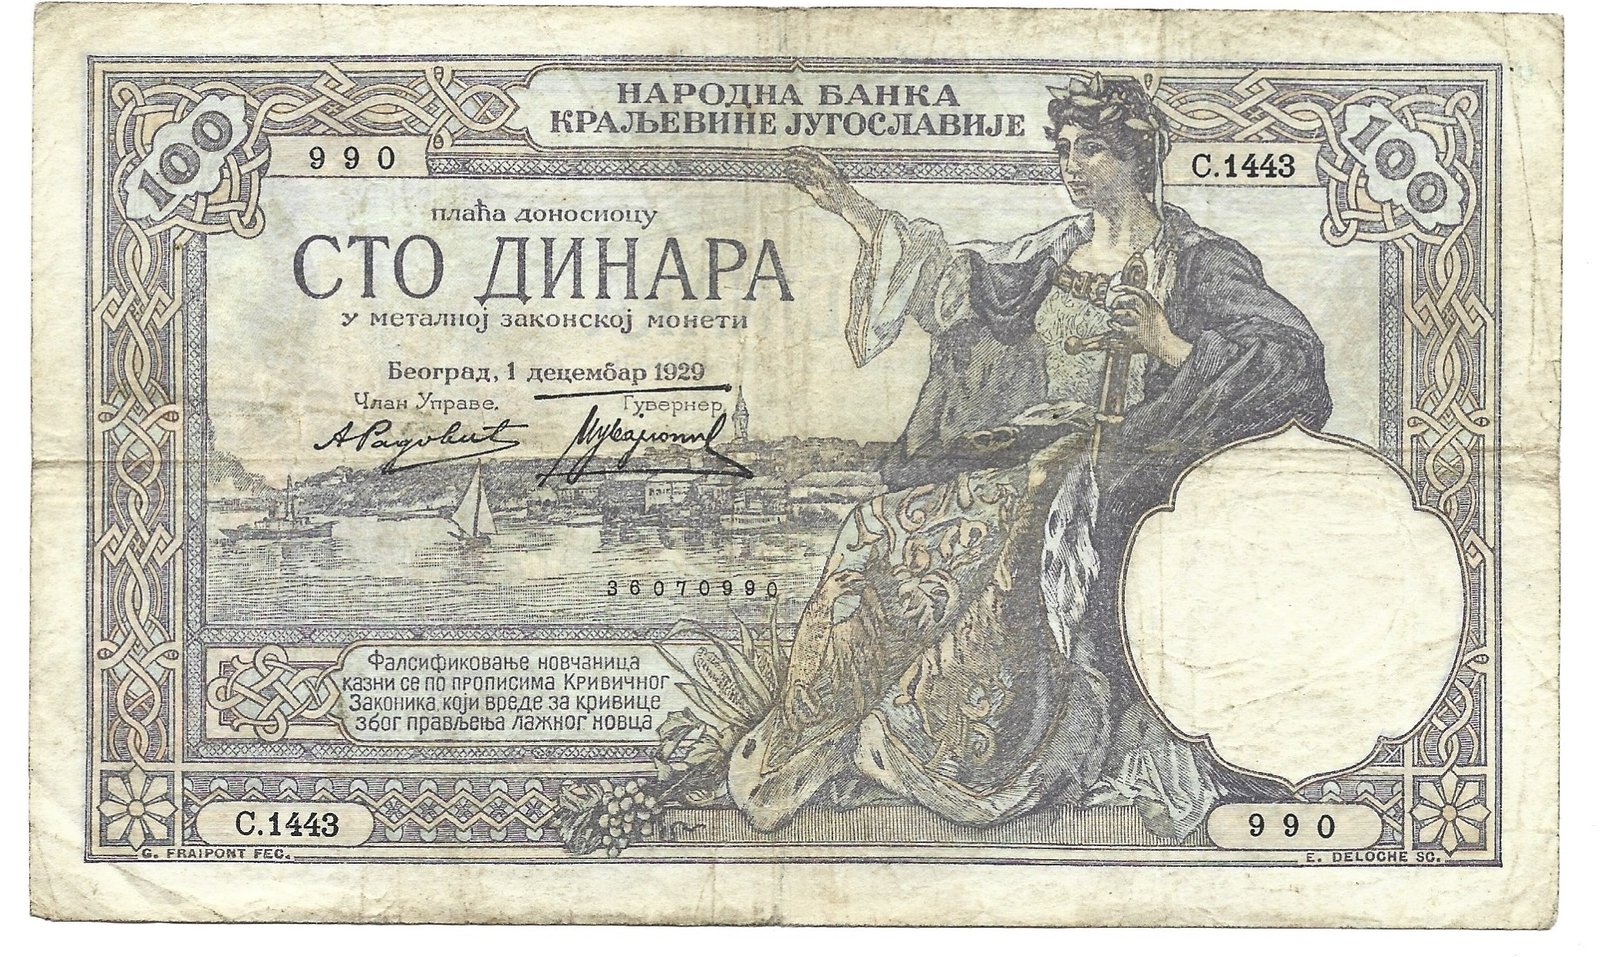 НАРОДНА БАНКА
КРАЉЕВИНЕ ЈУГОСЛАВИЈЕ
100
990
С.1443
100
плаћа доносиоцу
СТО ДИНАРА
у металној законској монети
Београд, 1 децембар 1929
Члан Управе.
Гувернер
А Радовић
36070990
Фалсификовање новчаница
казни се по прописима Кривичног
Законика, који вреде за кривице
због прављења лажног новца
С.1443
990
G. FRAIPONT FEC.
E. DELOCHE SC.